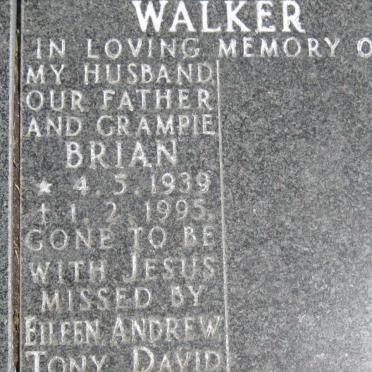 WALKER
IN LOVING MEMORY O
MY HUSBAND
OUR FATHER
AND GRAMPIE
BRIAN
★ 4.5.1939
✝ 1.2.1995.
GONE TO BE
WITH JESUS
MISSED BY
EILEEN, ANDREW
TONY, DAVID